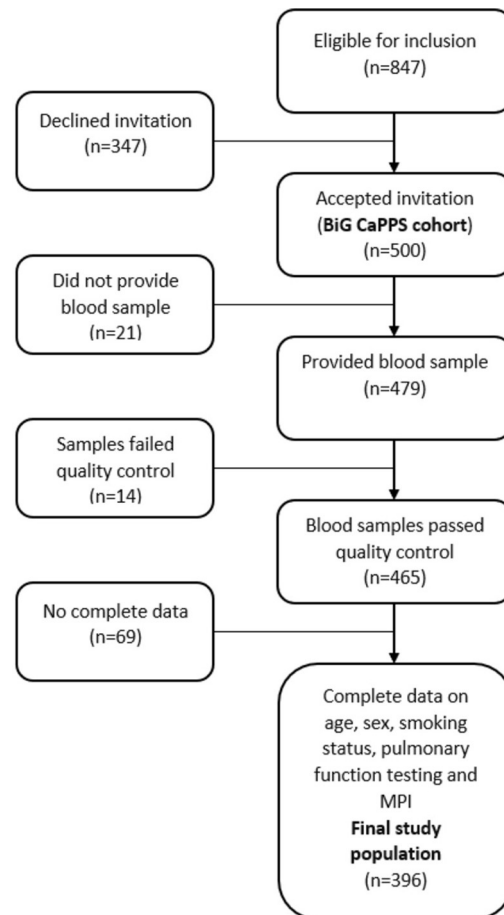 Eligible for inclusion
(n=847)
Declined invitation
(n=347)
Accepted invitation
(BiG CaPPS cohort)
(n=500)
Did not provide
blood sample
(n=21)
Provided blood sample
(n=479)
Samples failed
quality control
(n=14)
Blood samples passed
quality control
(n=465)
No complete data
(n=69)
Complete data on
age, sex, smoking
status, pulmonary
function testing and
MPI
Final study
population
(n=396)